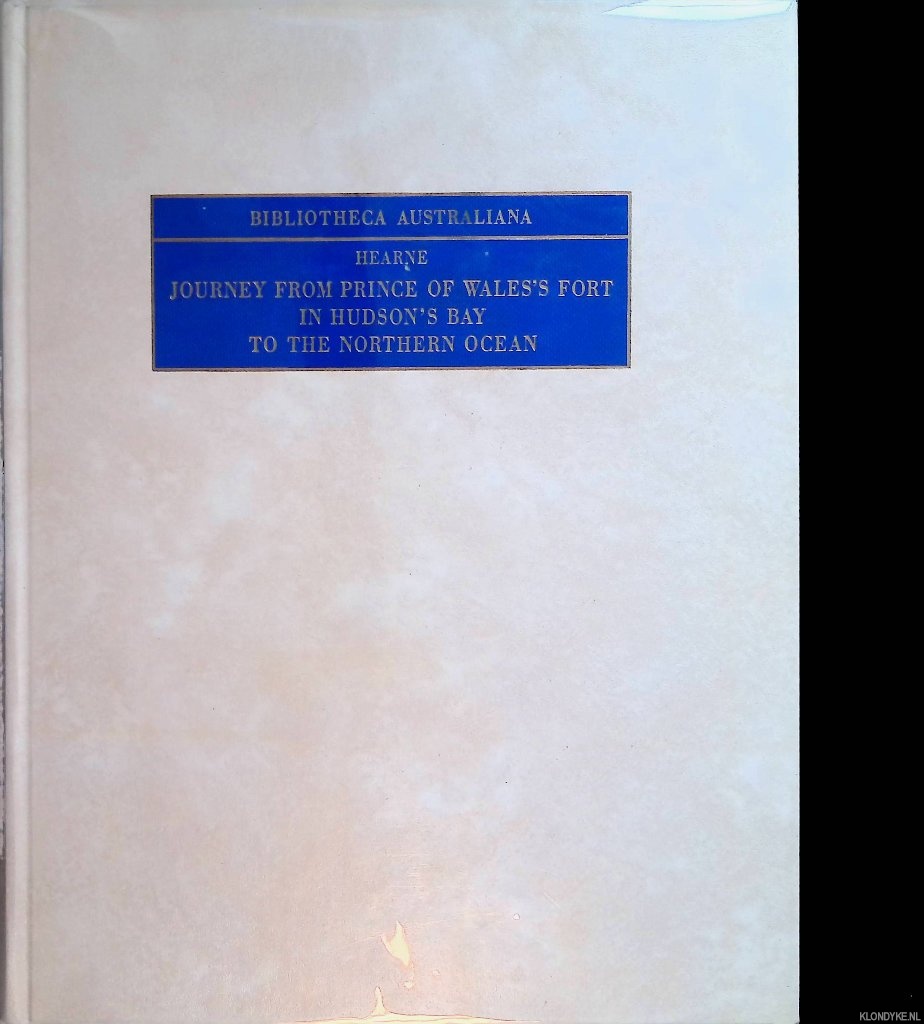 BIBLIOTHECA AUSTRALIANA
HEARNE
JOURNEY FROM PRINCE OF WALES'S FORT
IN HUDSON'S BAY
TO THE NORTHERN OCEAN
KLONDYKE.NL